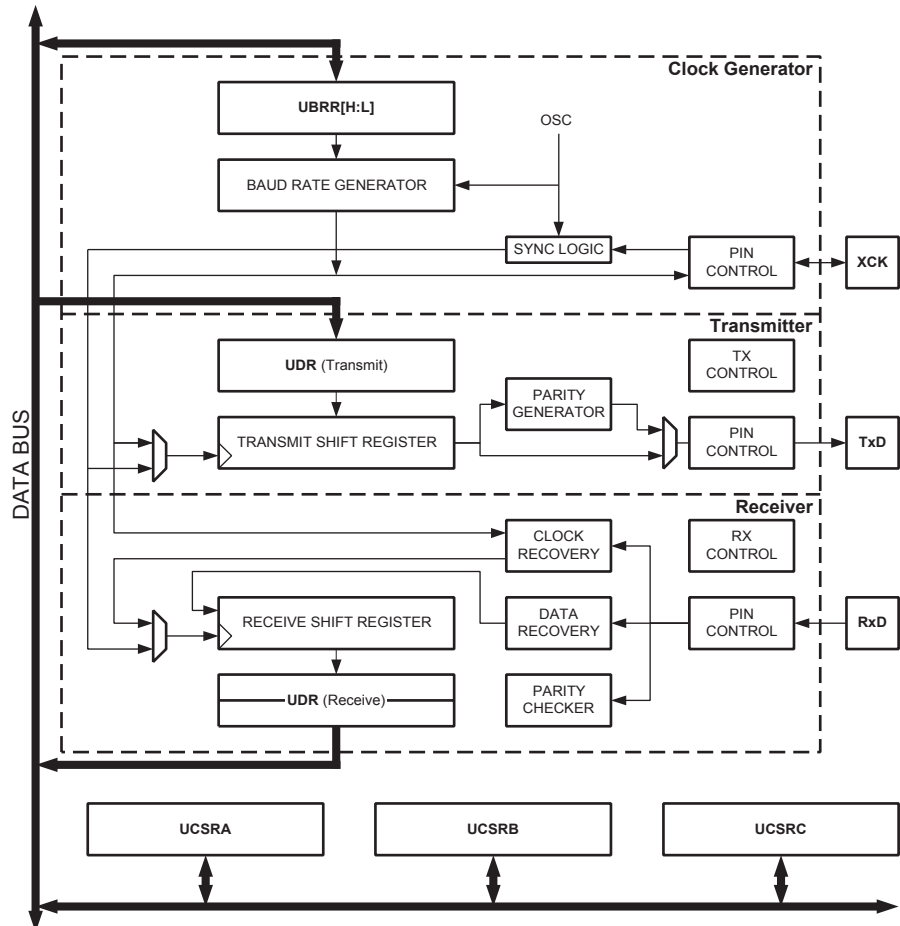 Clock Generator
UBRR[H:L]
OSC
BAUD RATE GENERATOR
SYNC LOGIC
PIN
CONTROL
XCK
Transmitter
UDR (Transmit)
TX
CONTROL
PARITY
GENERATOR
TRANSMIT SHIFT REGISTER
PIN
CONTROL
TxD
DATA BUS
Receiver
CLOCK
RECOVERY
RX
CONTROL
RECEIVE SHIFT REGISTER
DATA
RECOVERY
PIN
CONTROL
RxD
UDR (Receive)
PARITY
CHECKER
UCSRA
UCSRB
UCSRC